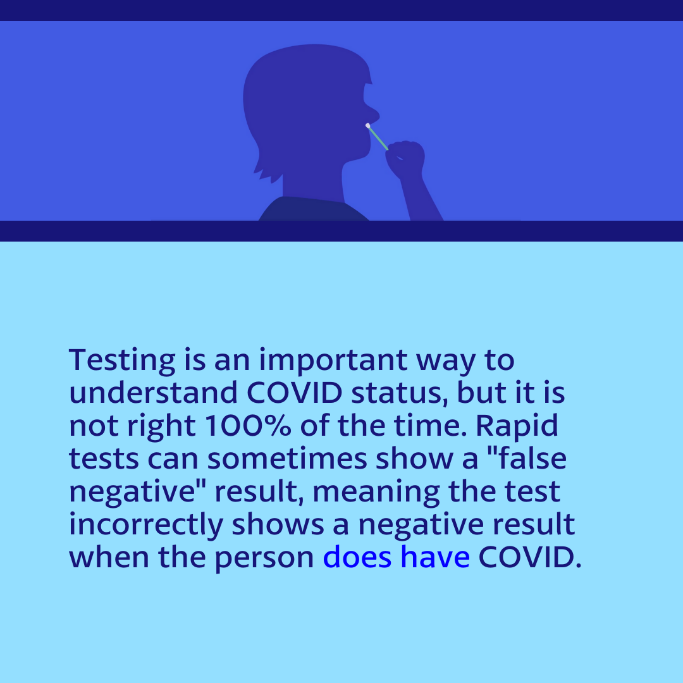 Testing is an important way to
understand COVID status, but it is
not right 100% of the time. Rapid
tests can sometimes show a "false
negative" result, meaning the test
incorrectly shows a negative result
when the person does have COVID.